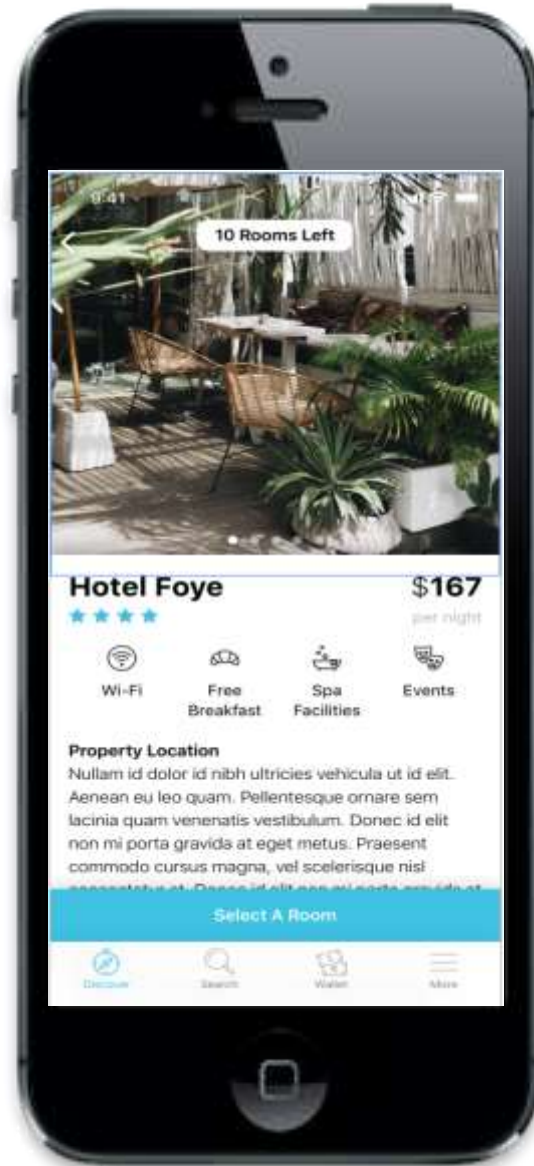 9:41
10 Rooms Left
Hotel Foye
$167
per night
Wi-Fi
Free
Breakfast
Spa
Facilities
Events
Property Location
Nullam id dolor id nibh ultricies vehicula ut id elit.
Aenean eu leo quam. Pellentesque ornare sem
lacinia quam venenatis vestibulum. Donec id elit
non mi porta gravida at eget metus. Praesent
commodo cursus magna, vel scelerisque nisl
Select A Room
Discover
Search
Wallet
More